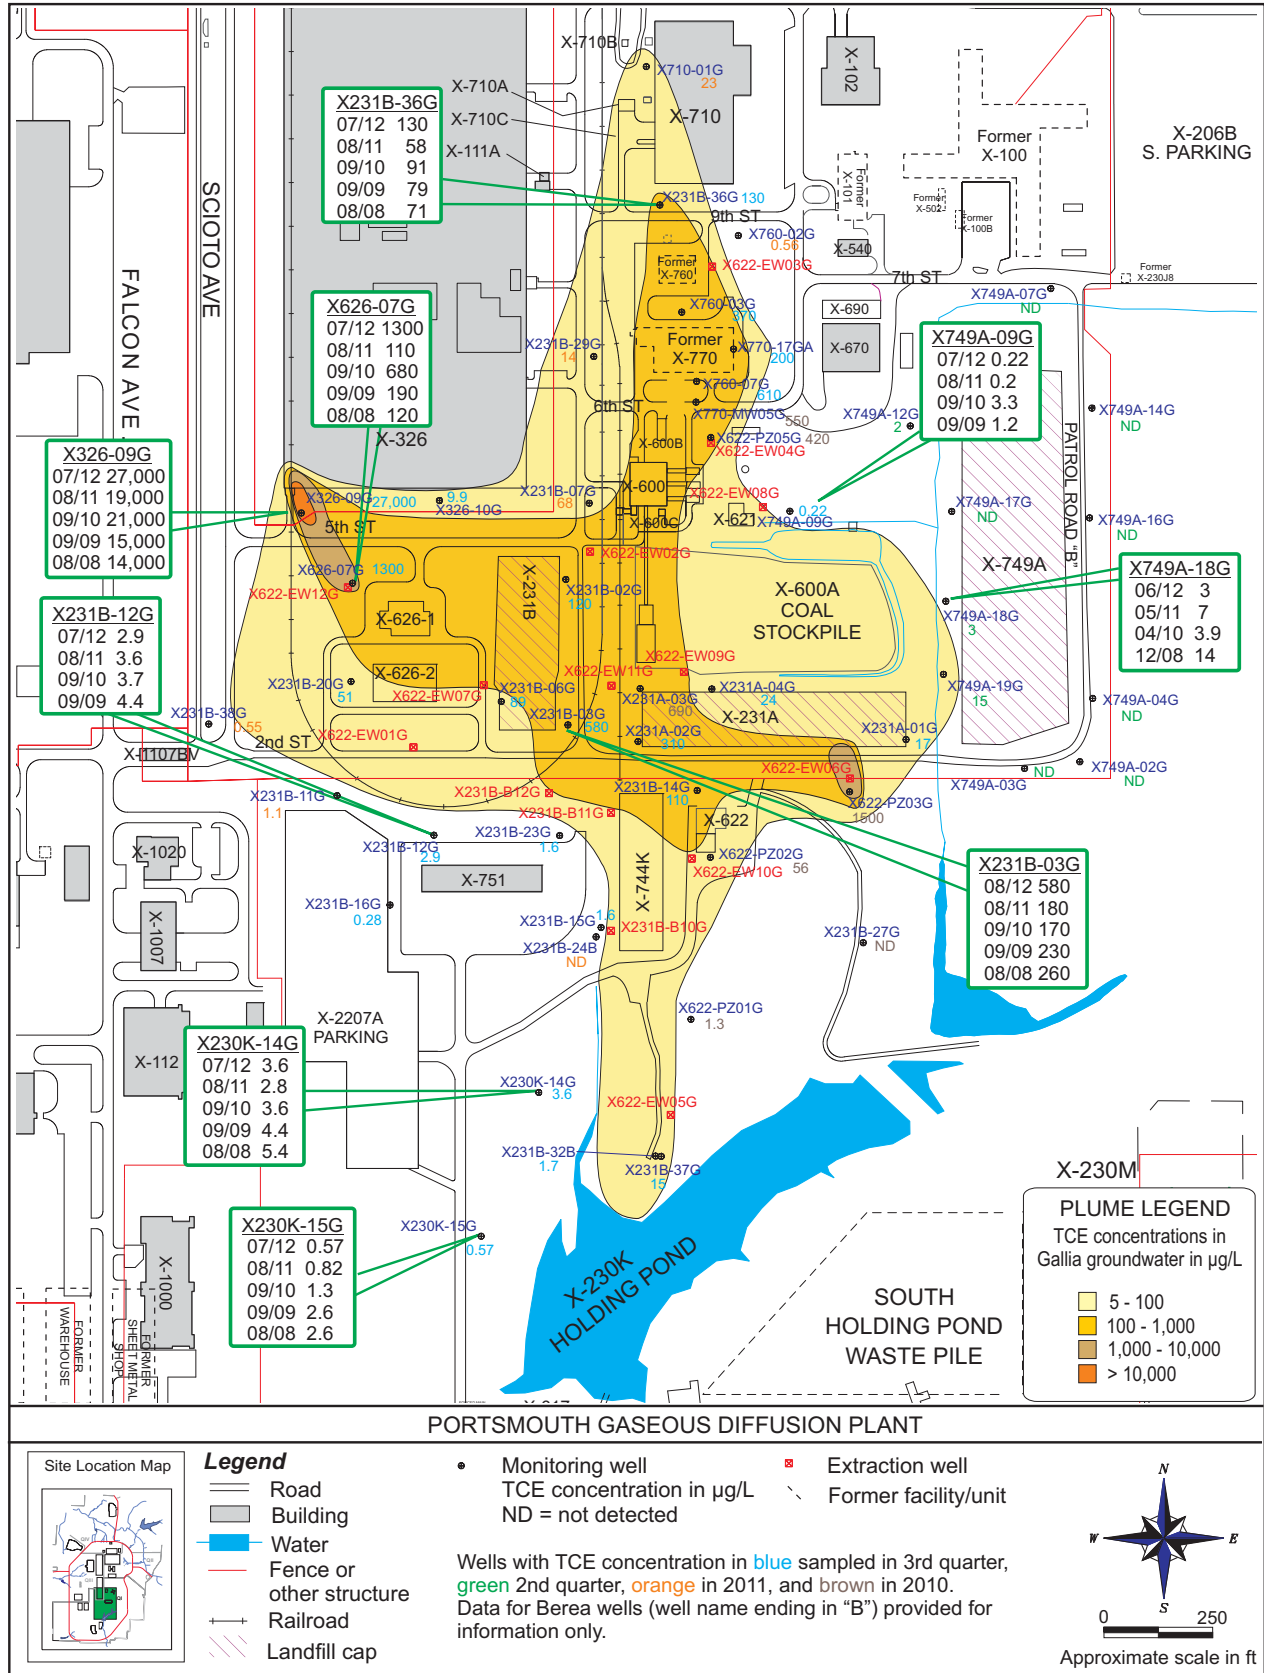 X-710B
X710-01G
23
X-710A
X-710C
X-111A
X-710
X-102
Former
X-100
X-206B
S. PARKING
X231B-36G
07/12 130
08/11 58
09/10 91
09/09 79
08/08 71
SCIOTO AVE
FALCON AVE.
X231B-36G 130
9th ST
X760-02G
0.56
Former
X-101
Former
X-502
Former
X-100B
X-540
7th ST
Former
X-230J8
Former
X-760
X622-EW03G
X760-03G
370
X-690
X-670
X749A-07G
ND
X626-07G
07/12 1300
08/11 110
09/10 680
09/09 190
08/08 120
X-326
X231B-29G
14
Former
X-770
X770-17GA
200
X760-07G
610
6th ST
X770-MW05G 550
X622-PZ05G 420
X622-EW04G
X-600B
X749A-09G
07/12 0.22
08/11 0.2
09/10 3.3
09/09 1.2
X749A-12G
2
X749A-14G
ND
PATROL ROAD "B"
X326-09G
07/12 27,000
08/11 19,000
09/10 21,000
09/09 15,000
08/08 14,000
X326-09G
27,000
9.9
X326-10G
5th ST
X231B-07G
68
X-600
X-600C
X622-EW08G
X-621
X749A-09G
0.22
X749A-17G
ND
X749A-16G
ND
X-749A
X626-07G 1300
X622-EW12G
X622-EW02G
X-231B
X231B-02G
120
X-600A
COAL
STOCKPILE
X749A-18G
06/12 3
05/11 7
04/10 3.9
12/08 14
X749A-18G
3
X231B-12G
07/12 2.9
08/11 3.6
09/10 3.7
09/09 4.4
X-626-1
X-626-2
X231B-20G
51
X622-EW07G
X231B-06G
89
X622-EW11G
X622-EW09G
X231A-03G
690
X231A-04G
24
X-231A
X749A-19G
15
X749A-04G
ND
X231B-38G
0.55
2nd ST
X-1107BV
X622-EW01G
X231B-03G
580
X231A-02G
310
X231A-01G
17
X749A-03G
ND
X749A-02G
ND
X622-EW06G
X622-PZ03G
1500
X231B-11G
1.1
X231B-B12G
X231B-14G
110
X231B-B11G
X-622
X231B-12G
2.9
X231B-23G
1.6
X-1020
X-751
X-744K
X622-PZ02G
56
X622-EW10G
X231B-03G
08/12 580
08/11 180
09/10 170
09/09 230
08/08 260
X-1007
X231B-16G
0.28
X231B-15G
1.6
X231B-B10G
X231B-24B
ND
X231B-27G
ND
X622-PZ01G
1.3
X-2207A
PARKING
X-112
X230K-14G
07/12 3.6
08/11 2.8
09/10 3.6
09/09 4.4
08/08 5.4
X230K-14G
3.6
X622-EW05G
X231B-32B
1.7
X231B-37G
15
X-230M
X230K-15G
07/12 0.57
08/11 0.82
09/10 1.3
09/09 2.6
08/08 2.6
X230K-15G
0.57
X-1000
FORMER
WAREHOUSE
FORMER
SHEET METAL
SHOP
X-230K
HOLDING POND
SOUTH
HOLDING POND
WASTE PILE
PLUME LEGEND
TCE concentrations in
Gallia groundwater in µg/L
5 - 100
100 - 1,000
1,000 - 10,000
> 10,000
PORTSMOUTH GASEOUS DIFFUSION PLANT
Site Location Map
Legend
Road
Building
Water
Fence or
other structure
Railroad
Landfill cap
Monitoring well
TCE concentration in µg/L
ND = not detected
Extraction well
Former facility/unit
Wells with TCE concentration in blue sampled in 3rd quarter,
green 2nd quarter, orange in 2011, and brown in 2010.
Data for Berea wells (well name ending in “B”) provided for
information only.
N
W E
S
0 250
Approximate scale in ft